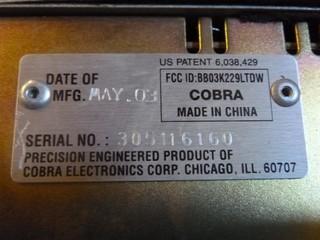 US PATENT 6,038,429
DATE OF
MFG. MAY.03
FCC ID:BB03K229LTDW
COBRA
MADE IN CHINA
SERIAL NO.: 305116160
PRECISION ENGINEERED PRODUCT OF
COBRA ELECTRONICS CORP. CHICAGO, ILL. 60707